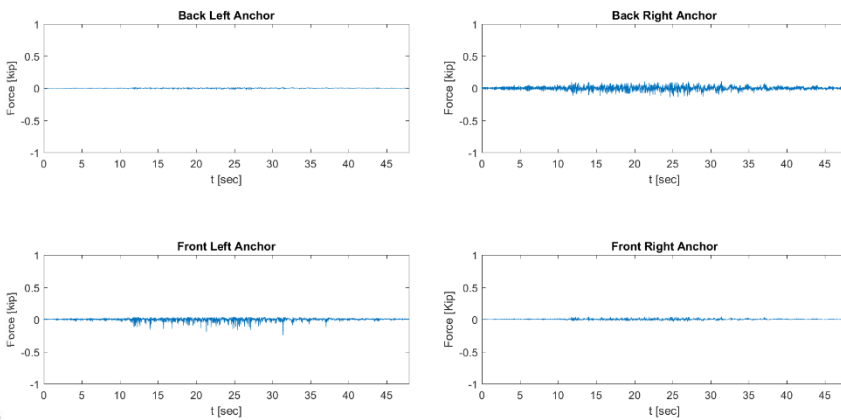 Back Left Anchor
1
0.5
0
-0.5
-1
Force [kip]
0 5 10 15 20 25 30 35 40 45
t [sec]
Back Right Anchor
1
0.5
0
-0.5
-1
Force [kip]
0 5 10 15 20 25 30 35 40 45
t [sec]
Front Left Anchor
1
0.5
0
-0.5
-1
Force [kip]
0 5 10 15 20 25 30 35 40 45
t [sec]
Front Right Anchor
1
0.5
0
-0.5
-1
Force [Kip]
0 5 10 15 20 25 30 35 40 45
t [sec]